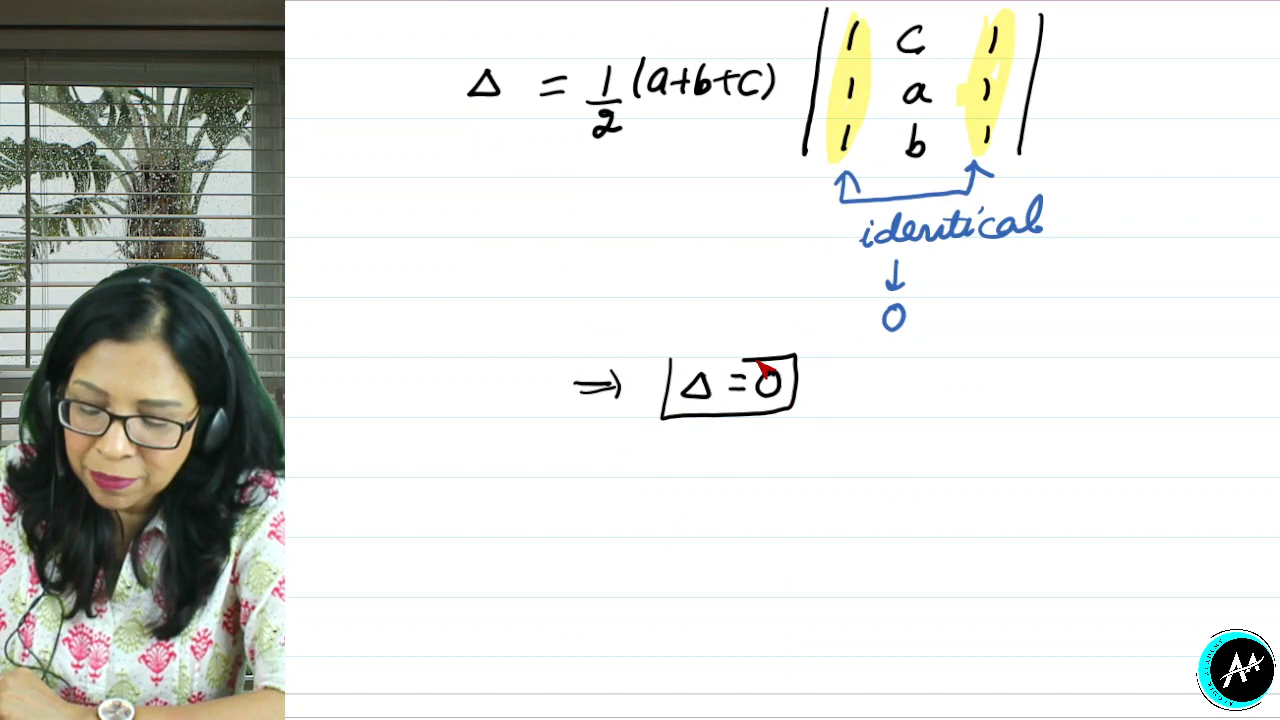 Δ = 1/2 (a+b+c) | 1 c 1 |
| 1 a 1 |
| 1 b 1 |
identical
↓
0
⇒ Δ = 0
A+